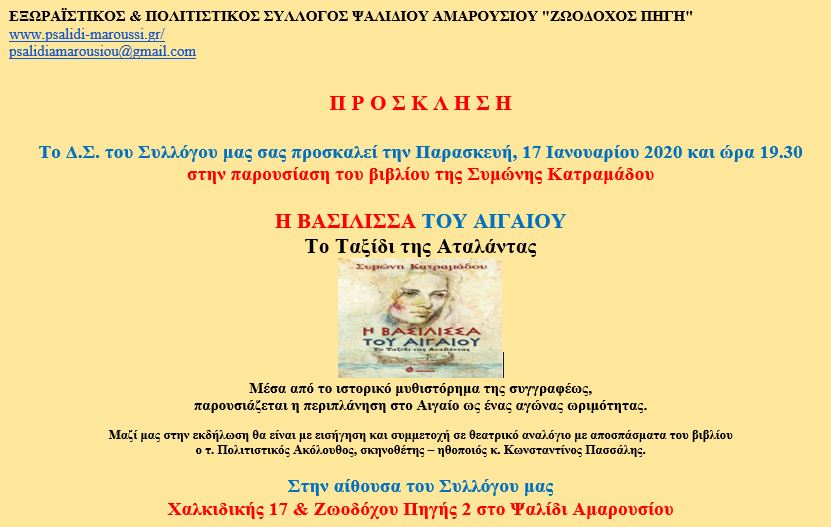 ΕΞΩΡΑΪΣΤΙΚΟΣ & ΠΟΛΙΤΙΣΤΙΚΟΣ ΣΥΛΛΟΓΟΣ ΨΑΛΙΔΙΟΥ ΑΜΑΡΟΥΣΙΟΥ "ΖΩΟΔΟΧΟΣ ΠΗΓΗ"
www.psalidi-maroussi.gr/
psalidiamarousiou@gmail.com
Π Ρ Ο Σ Κ Λ Η Σ Η
Το Δ.Σ. του Συλλόγου μας σας προσκαλεί την Παρασκευή, 17 Ιανουαρίου 2020 και ώρα 19.30
στην παρουσίαση του βιβλίου της Συμώνης Κατραμάδου
Η ΒΑΣΙΛΙΣΣΑ ΤΟΥ ΑΙΓΑΙΟΥ
Το Ταξίδι της Αταλάντας
Συμώνη Κατραμάδου
Η ΒΑΣΙΛΙΣΣΑ
ΤΟΥ ΑΙΓΑΙΟΥ
Το Ταξίδι της Αταλάντας
Μέσα από το ιστορικό μυθιστόρημα της συγγραφέως,
παρουσιάζεται η περιπλάνηση στο Αιγαίο ως ένας αγώνας ωριμότητας.
Μαζί μας στην εκδήλωση θα είναι με εισήγηση και συμμετοχή σε θεατρικό αναλόγιο με αποσπάσματα του βιβλίου
ο τ. Πολιτιστικός Ακόλουθος, σκηνοθέτης – ηθοποιός κ. Κωνσταντίνος Πασσάλης.
Στην αίθουσα του Συλλόγου μας
Χαλκιδικής 17 & Ζωοδόχου Πηγής 2 στο Ψαλίδι Αμαρουσίου